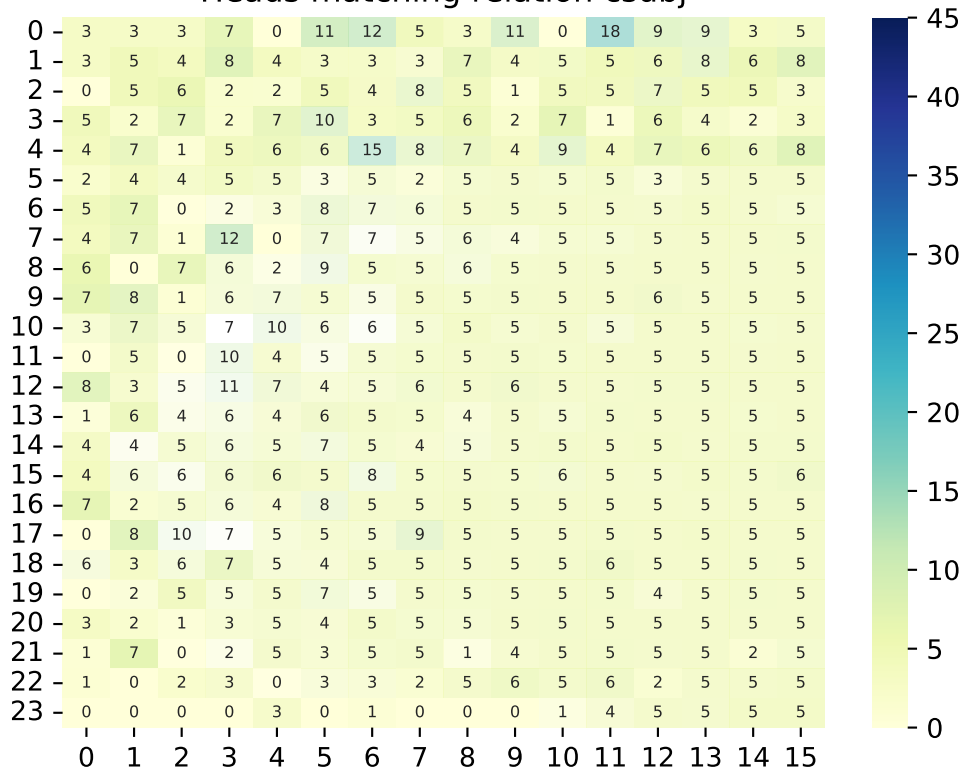 Heads matching relation csubj
0 3 3 3 7 0 11 12 5 3 11 0 18 9 9 3 5
1 3 5 4 8 4 3 3 3 7 4 5 5 6 8 6 8
2 0 5 6 2 2 5 4 8 5 1 5 5 7 5 5 3
3 5 2 7 2 7 10 3 5 6 2 7 1 6 4 2 3
4 4 7 1 5 6 6 15 8 7 4 9 4 7 6 6 8
5 2 4 4 5 5 3 5 2 5 5 5 5 3 5 5 5
6 5 7 0 2 3 8 7 6 5 5 5 5 5 5 5 5
7 4 7 1 12 0 7 7 5 6 4 5 5 5 5 5 5
8 6 0 7 6 2 9 5 5 6 5 5 5 5 5 5 5
9 7 8 1 6 7 5 5 5 5 5 5 5 6 5 5 5
10 3 7 5 7 10 6 6 5 5 5 5 5 5 5 5 5
11 0 5 0 10 4 5 5 5 5 5 5 5 5 5 5 5
12 8 3 5 11 7 4 5 6 5 6 5 5 5 5 5 5
13 1 6 4 6 4 6 5 5 4 5 5 5 5 5 5 5
14 4 4 5 6 5 7 5 4 5 5 5 5 5 5 5 5
15 4 6 6 6 6 5 8 5 5 5 6 5 5 5 5 6
16 7 2 5 6 4 8 5 5 5 5 5 5 5 5 5 5
17 0 8 10 7 5 5 5 9 5 5 5 5 5 5 5 5
18 6 3 6 7 5 4 5 5 5 5 5 6 5 5 5 5
19 0 2 5 5 5 7 5 5 5 5 5 5 4 5 5 5
20 3 2 1 3 5 4 5 5 5 5 5 5 5 5 5 5
21 1 7 0 2 5 3 5 5 1 4 5 5 5 5 2 5
22 1 0 2 3 0 3 3 2 5 6 5 6 2 5 5 5
23 0 0 0 0 3 0 1 0 0 0 1 4 5 5 5 5
0 1 2 3 4 5 6 7 8 9 10 11 12 13 14 15
45
40
35
30
25
20
15
10
5
0